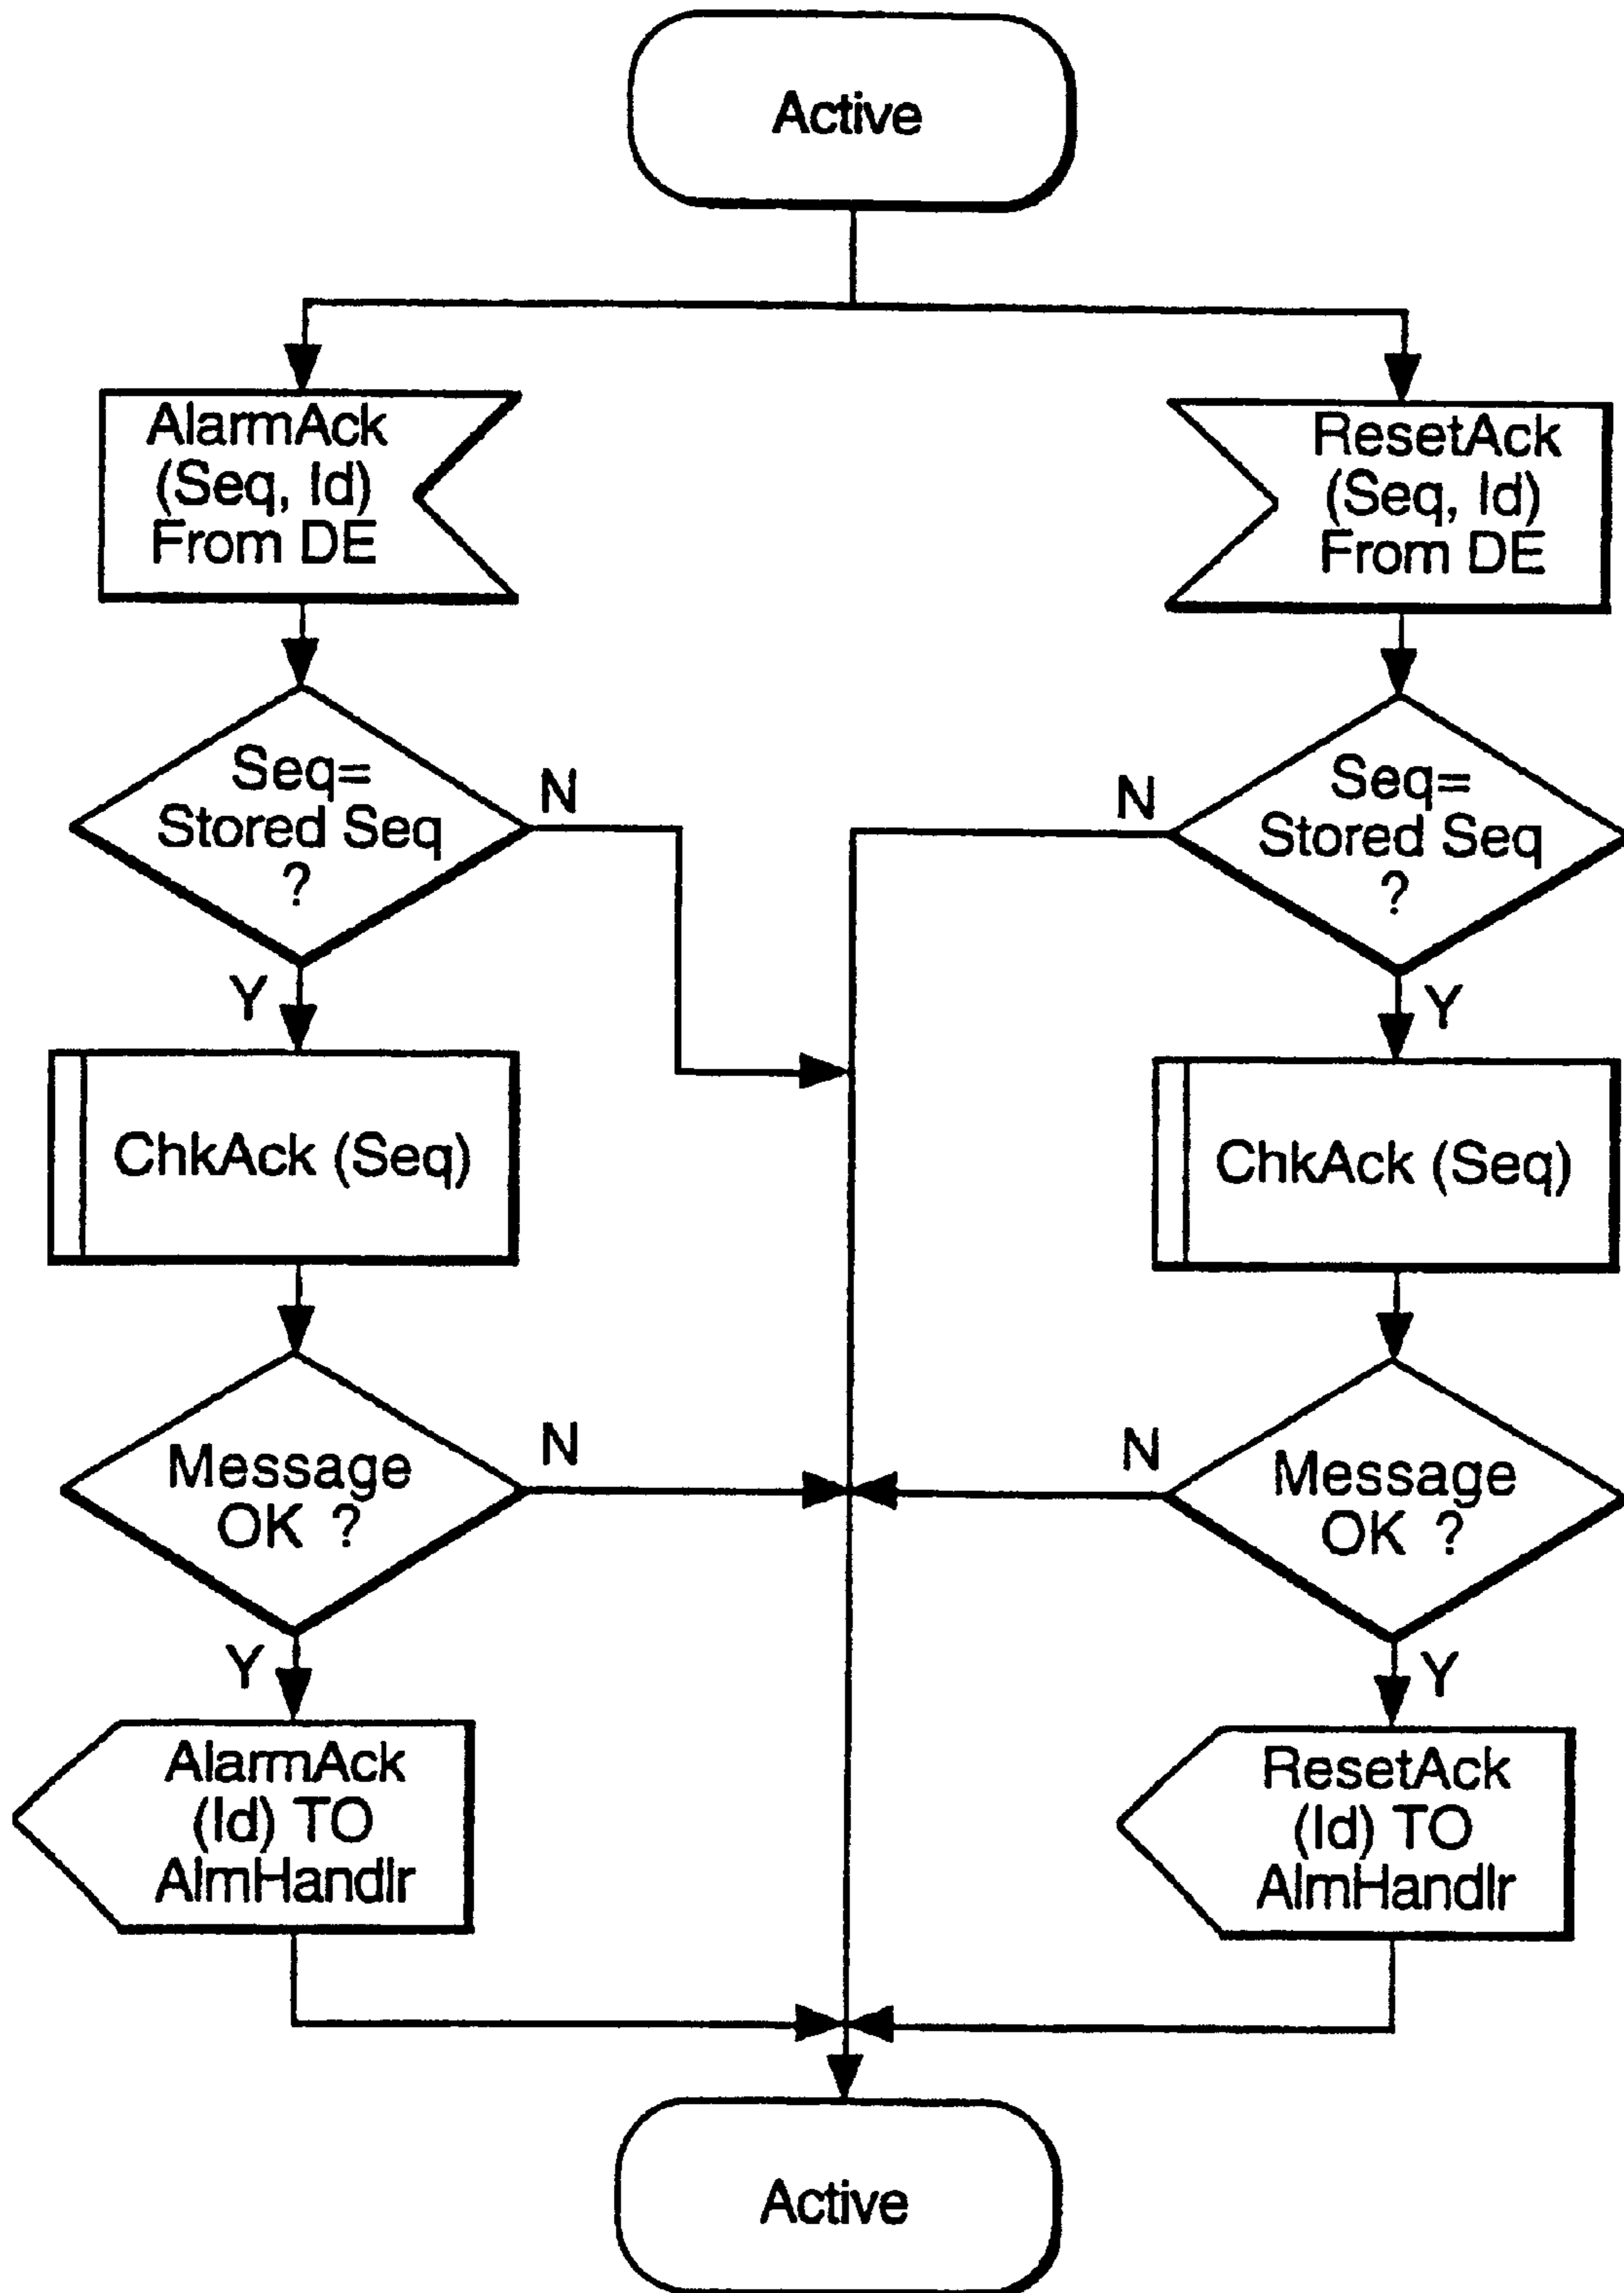 Active
AlarmAck
(Seq, Id)
From DE
ResetAck
(Seq, Id)
From DE
Seq=
Stored Seq
?
N
Y
N
Seq=
Stored Seq
?
Y
ChkAck (Seq)
ChkAck (Seq)
Message
OK ?
N
Y
N
Message
OK ?
Y
AlarmAck
(Id) TO
AlmHandlr
ResetAck
(Id) TO
AlmHandlr
Active